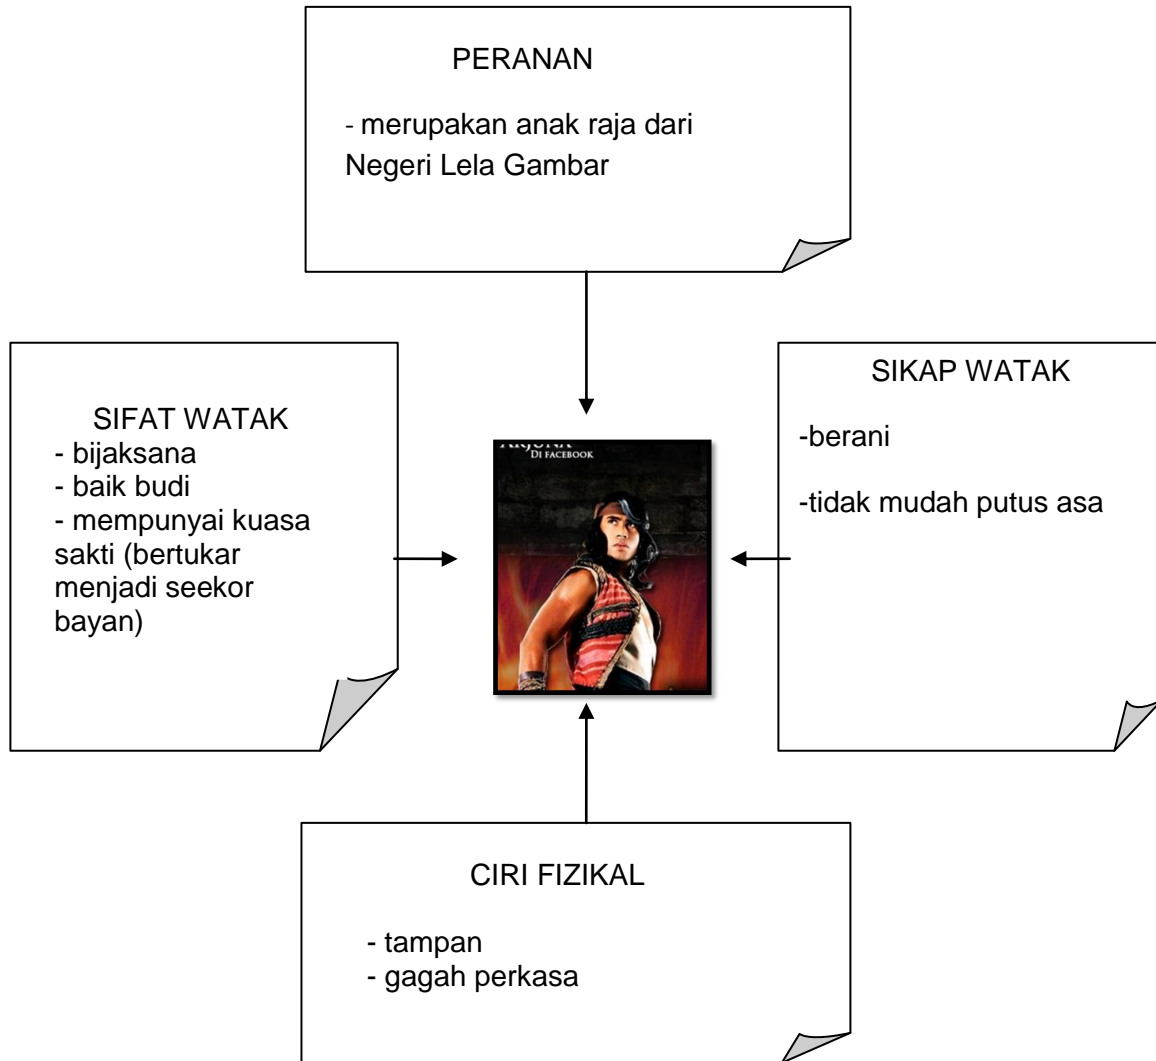 PERANAN
- merupakan anak raja dari
Negeri Lela Gambar
SIFAT WATAK
- bijaksana
- baik budi
- mempunyai kuasa
sakti (bertukar
menjadi seekor
bayan)
ARJUNA
DI FACEBOOK
SIKAP WATAK
-berani
-tidak mudah putus asa
CIRI FIZIKAL
- tampan
- gagah perkasa